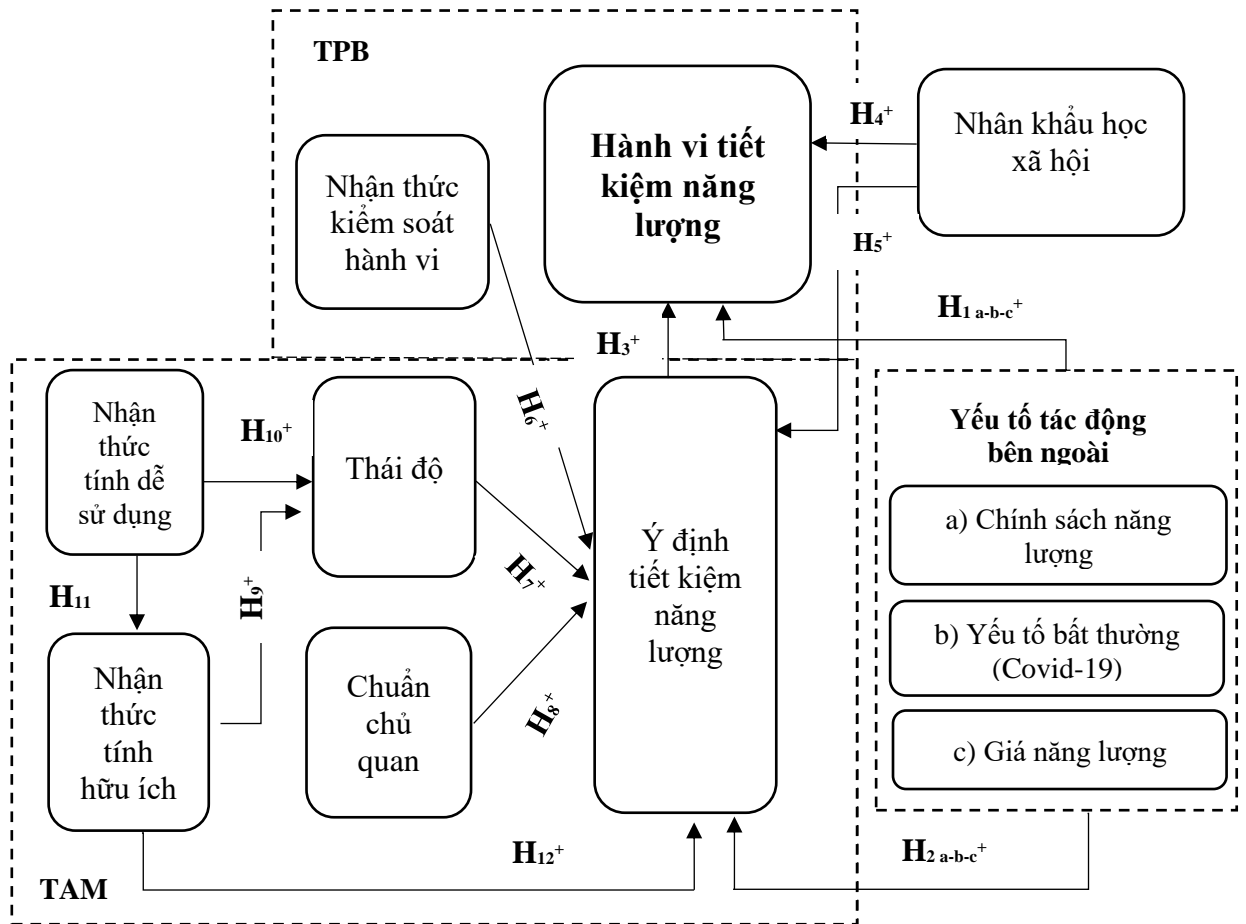 TPB
Hành vi tiết
kiệm năng
lượng
H4+
Nhân khẩu học
xã hội
Nhận thức
kiểm soát
hành vi
H5+
H1 a-b-c+
H3+
Nhận
thức
tính dễ
sử dụng
H10+
Thái độ
H6+
Yếu tố tác động
bên ngoài
a) Chính sách năng
lượng
Ý định
tiết kiệm
năng
lượng
H7+
H11
H9+
b) Yếu tố bất thường
(Covid-19)
Nhận
thức
tính
hữu ích
Chuẩn
chủ
quan
H8+
c) Giá năng lượng
H12+
H2 a-b-c+
TAM